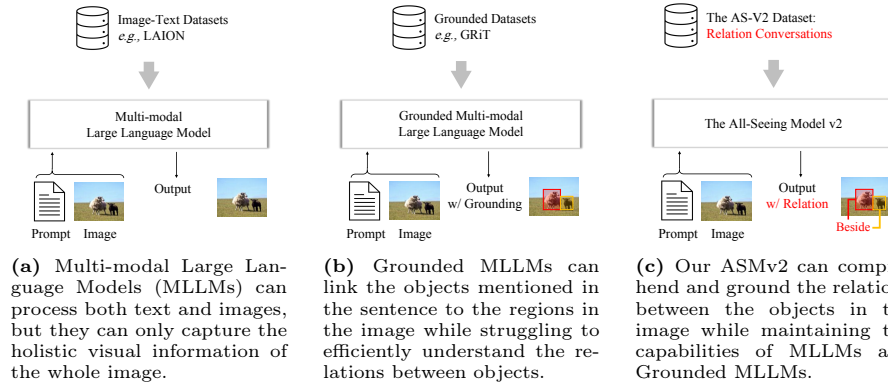 Image-Text Datasets
e.g., LAION
Multi-modal
Large Language Model
Output
Prompt Image
(a) Multi-modal Large Lan-
guage Models (MLLMs) can
process both text and images,
but they can only capture the
holistic visual information of
the whole image.
Grounded Datasets
e.g., GRiT
Grounded Multi-modal
Large Language Model
Output
w/ Grounding
Prompt Image
(b) Grounded MLLMs can
link the objects mentioned in
the sentence to the regions in
the image while struggling to
efficiently understand the re-
lations between objects.
The AS-V2 Dataset:
Relation Conversations
The All-Seeing Model v2
Output
w/ Relation
Beside
Prompt Image
(c) Our ASMv2 can compr
hend and ground the relation
between the objects in t
image while maintaining t
capabilities of MLLMs a
Grounded MLLMs.